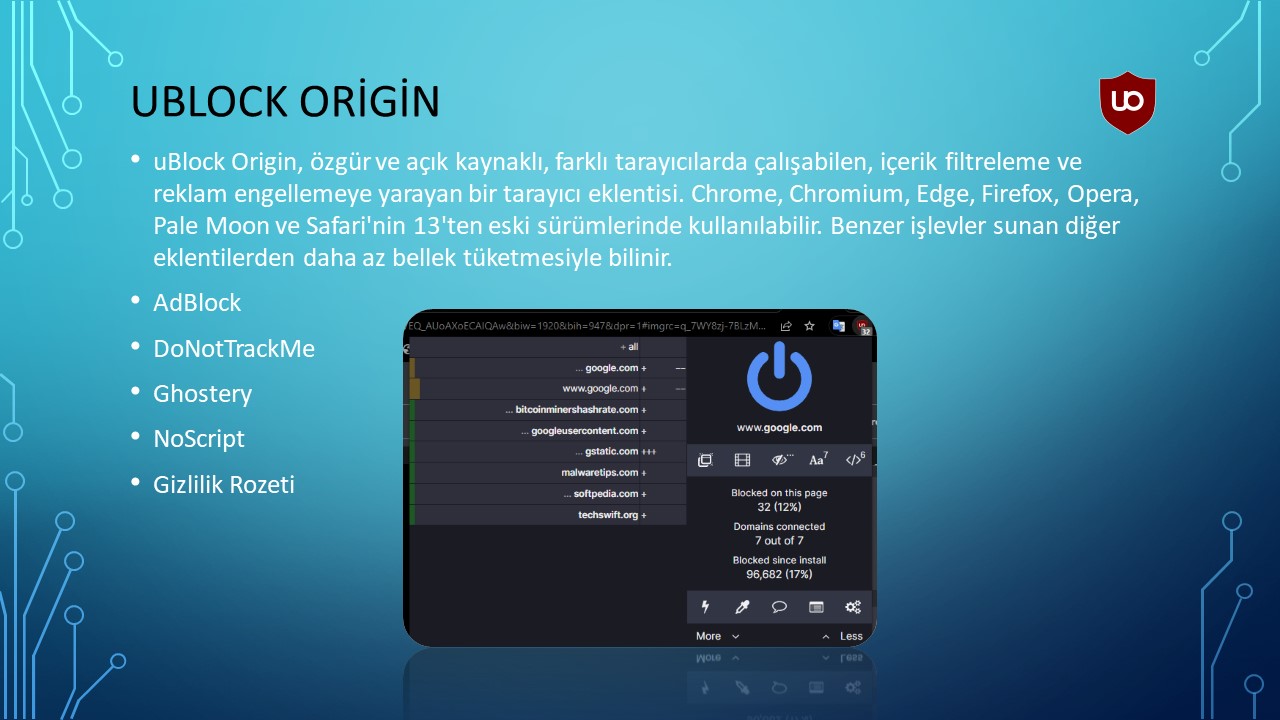 UBLOCK ORİGİN
UO
• uBlock Origin, özgür ve açık kaynaklı, farklı tarayıcılarda çalışabilen, içerik filtreleme ve
reklam engellemeye yarayan bir tarayıcı eklentisi. Chrome, Chromium, Edge, Firefox, Opera,
Pale Moon ve Safari'nin 13'ten eski sürümlerinde kullanılabilir. Benzer işlevler sunan diğer
eklentilerden daha az bellek tüketmesiyle bilinir.
• AdBlock
• DoNotTrackMe
• Ghostery
• NoScript
• Gizlilik Rozeti
EQ_AUoAXoECAIQAw&biw=1920&bih=947&dpr=1#imgrc=q_7WY8zj-7BLzM...
32
+ all
... google.com + --
www.google.com + --
... bitcoinminershashrate.com +
... googleusercontent.com +
... gstatic.com +++
malwaretips.com +
... softpedia.com +
techswift.org +
www.google.com
Aa 7 </> 6
Blocked on this page
32 (12%)
Domains connected
7 out of 7
Blocked since install
96,682 (17%)
More Less